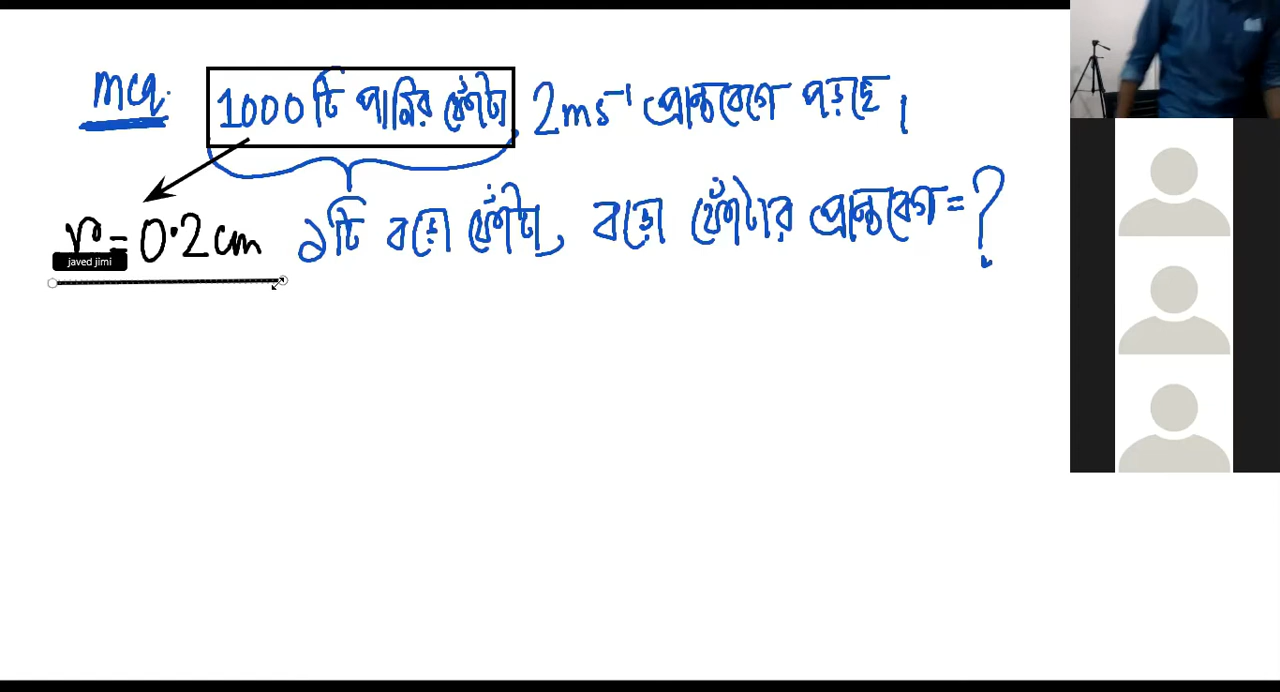 mcq. 1000টি পানির ফোঁটা, 2ms⁻¹ প্রান্তবেগে পড়ছে।
১টি বড়ো ফোঁটা, বড়ো ফোঁটার প্রান্তবেগ = ?
r = 0.2 cm
javed jimi